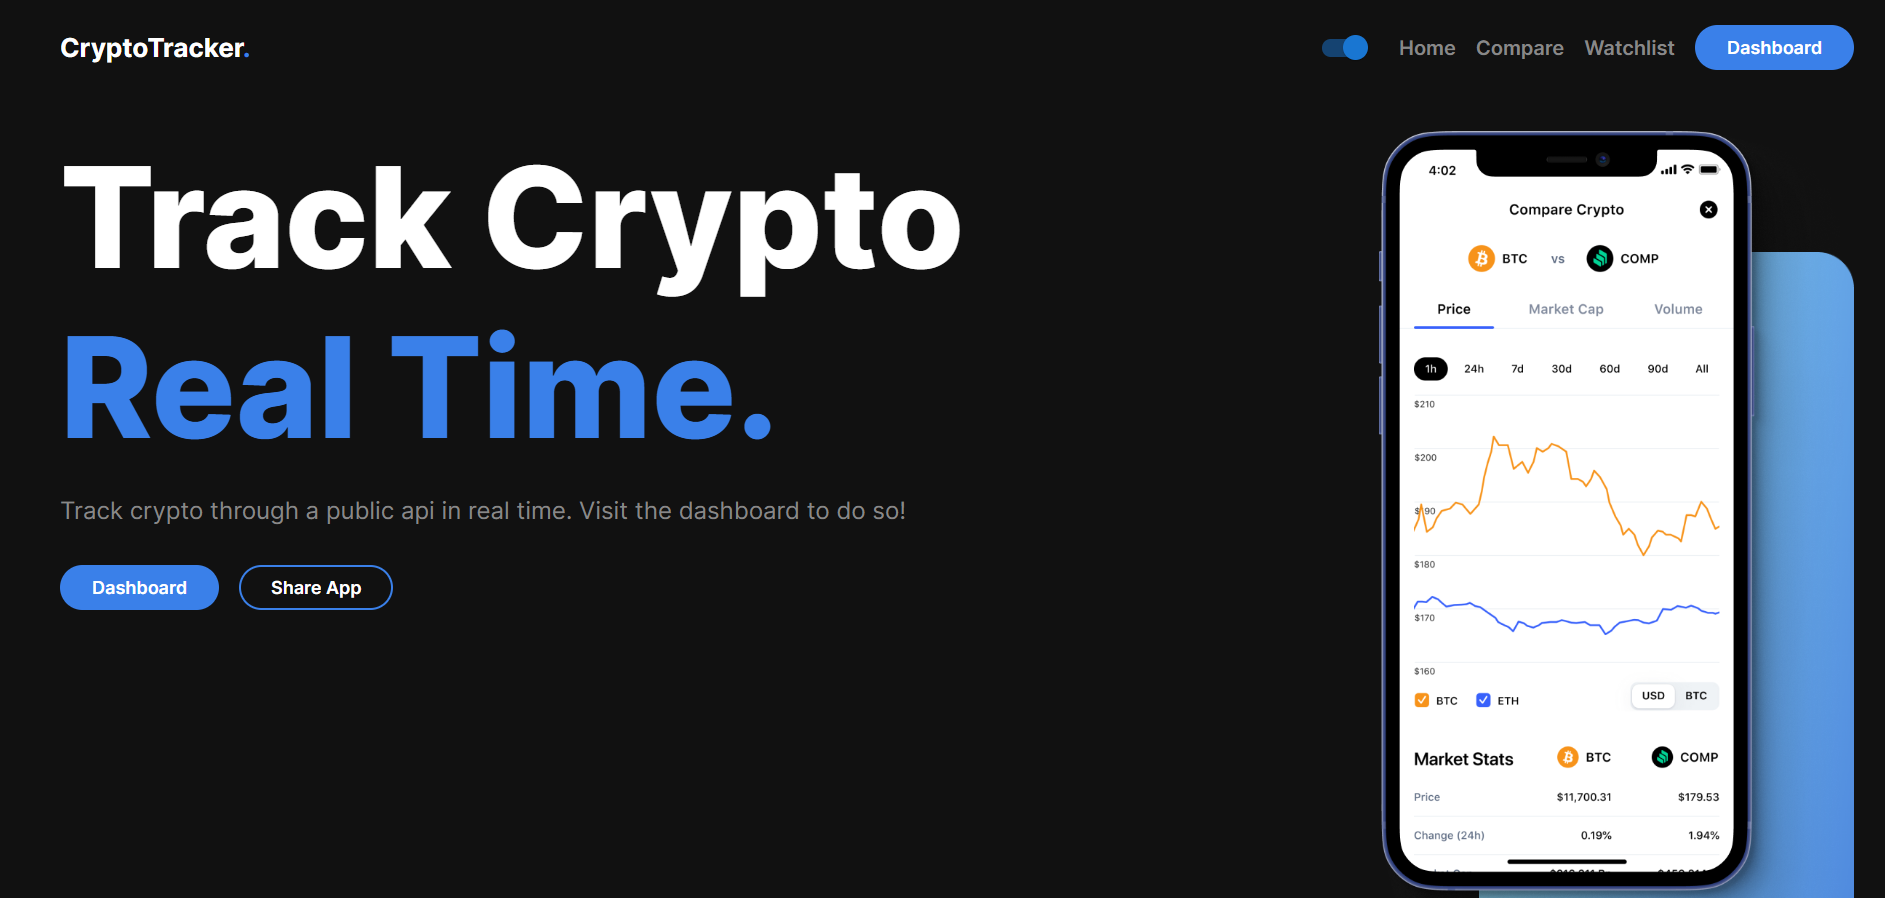 CryptoTracker.
Home Compare Watchlist Dashboard
Track Crypto
Real Time.
Track crypto through a public api in real time. Visit the dashboard to do so!
Dashboard Share App
4:02
Compare Crypto
BTC vs COMP
Price Market Cap Volume
1h 24h 7d 30d 60d 90d All
$210
$200
$190
$180
$170
$160
BTC ETH USD BTC
Market Stats BTC COMP
Price $11,700.31 $179.53
Change (24h) 0.19% 1.94%